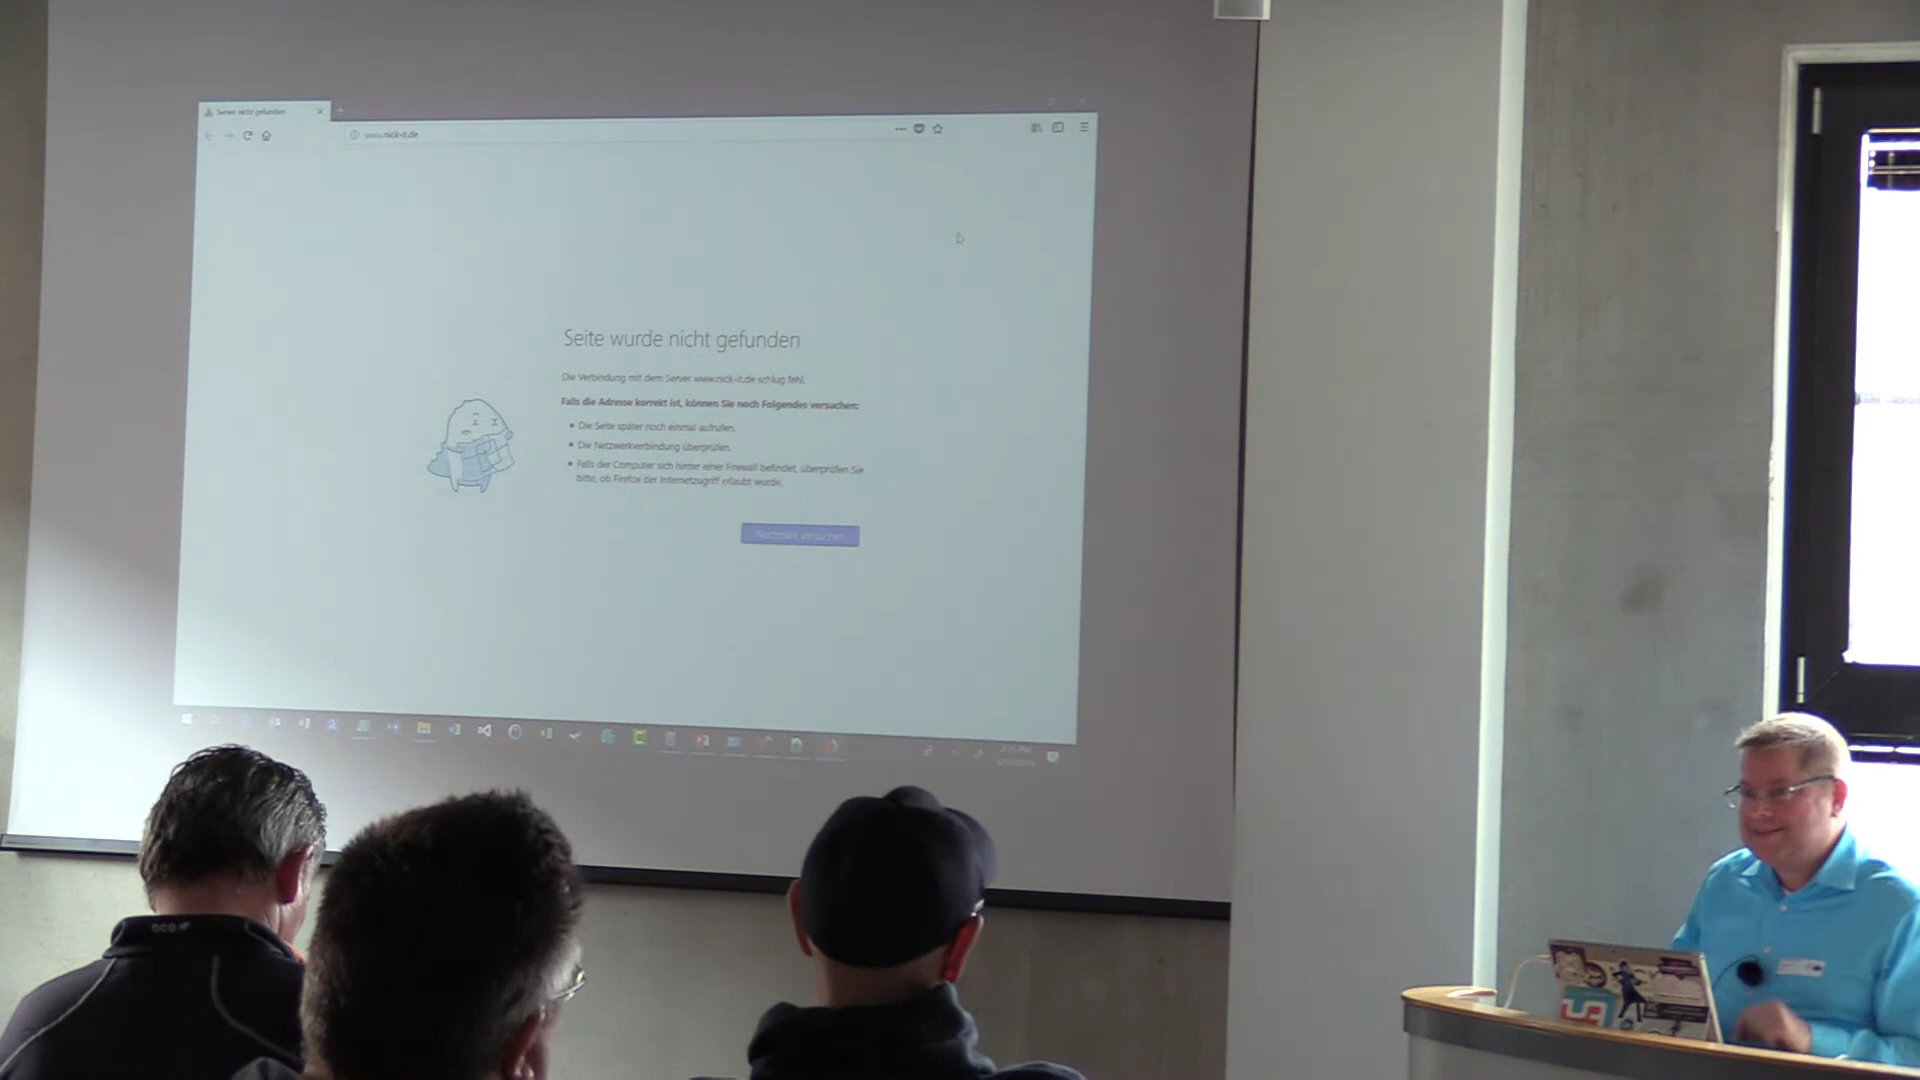 Server nicht gefunden
www.nick-it.de
Seite wurde nicht gefunden
Die Verbindung mit dem Server www.nick-it.de schlug fehl.
Falls die Adresse korrekt ist, können Sie noch Folgendes versuchen:
Die Seite später noch einmal aufrufen.
Die Netzwerkverbindung überprüfen.
Falls der Computer sich hinter einer Firewall befindet, überprüfen Sie
bitte, ob Firefox der Internetzugriff erlaubt wurde.
Nochmals versuchen